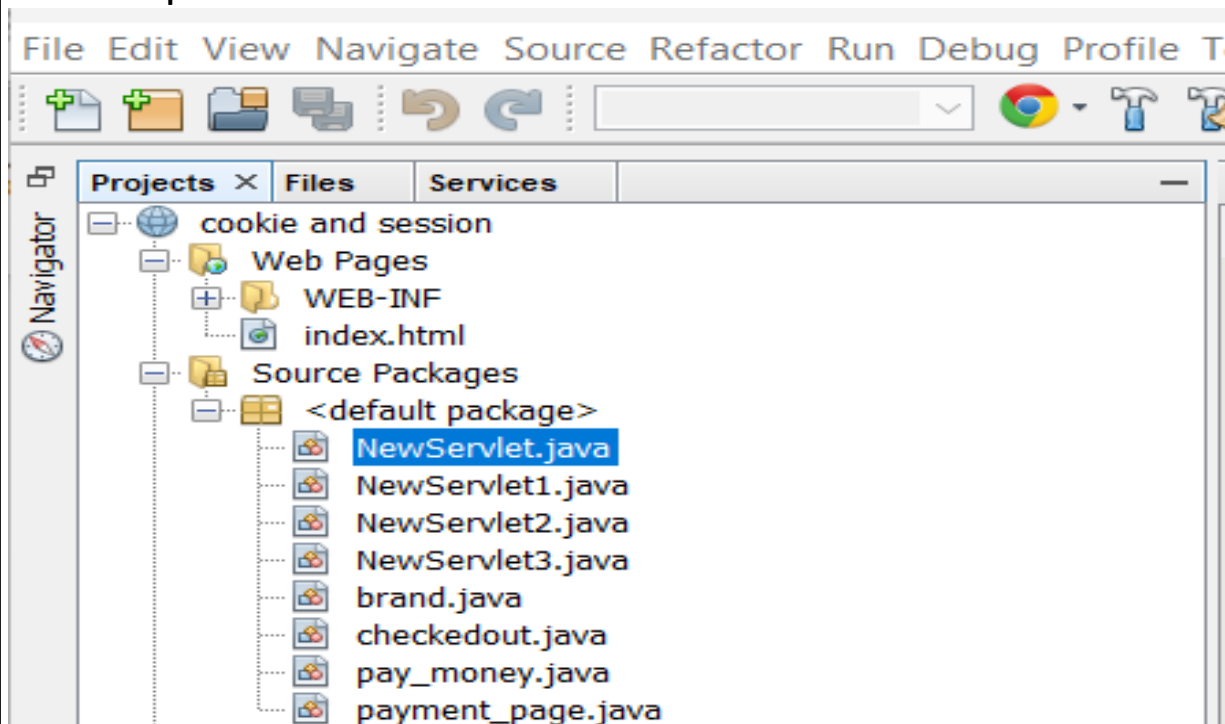 File Edit View Navigate Source Refactor Run Debug Profile
Projects Files Services
Navigator
cookie and session
Web Pages
WEB-INF
index.html
Source Packages
<default package>
NewServlet.java
NewServlet1.java
NewServlet2.java
NewServlet3.java
brand.java
checkedout.java
pay_money.java
payment_page.java